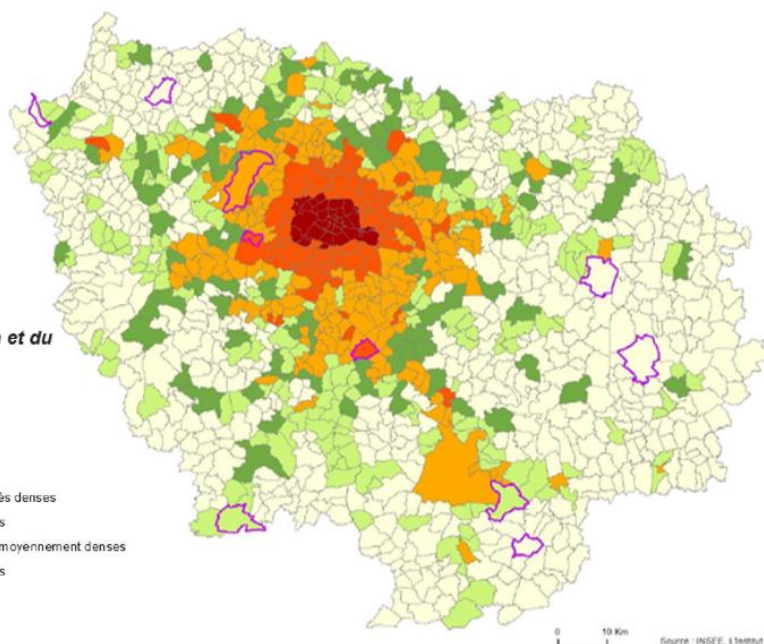 et du
ès denses
s
moyennement denses
s
0 10 Km
Source : INSEE, L'Institut